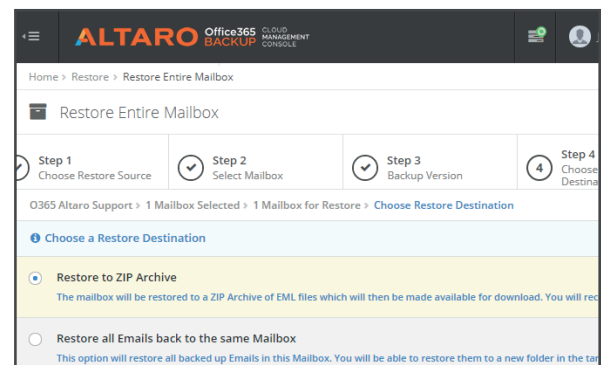 ALTARO Office365 BACKUP CLOUD MANAGEMENT CONSOLE
Home > Restore > Restore Entire Mailbox
Restore Entire Mailbox
Step 1
Choose Restore Source
Step 2
Select Mailbox
Step 3
Backup Version
4
Step 4
Choose
Destina
O365 Altaro Support > 1 Mailbox Selected > 1 Mailbox for Restore > Choose Restore Destination
Choose a Restore Destination
Restore to ZIP Archive
The mailbox will be restored to a ZIP Archive of EML files which will then be made available for download. You will rec
Restore all Emails back to the same Mailbox
This option will restore all backed up Emails in this Mailbox. You will be able to restore them to a new folder in the tar